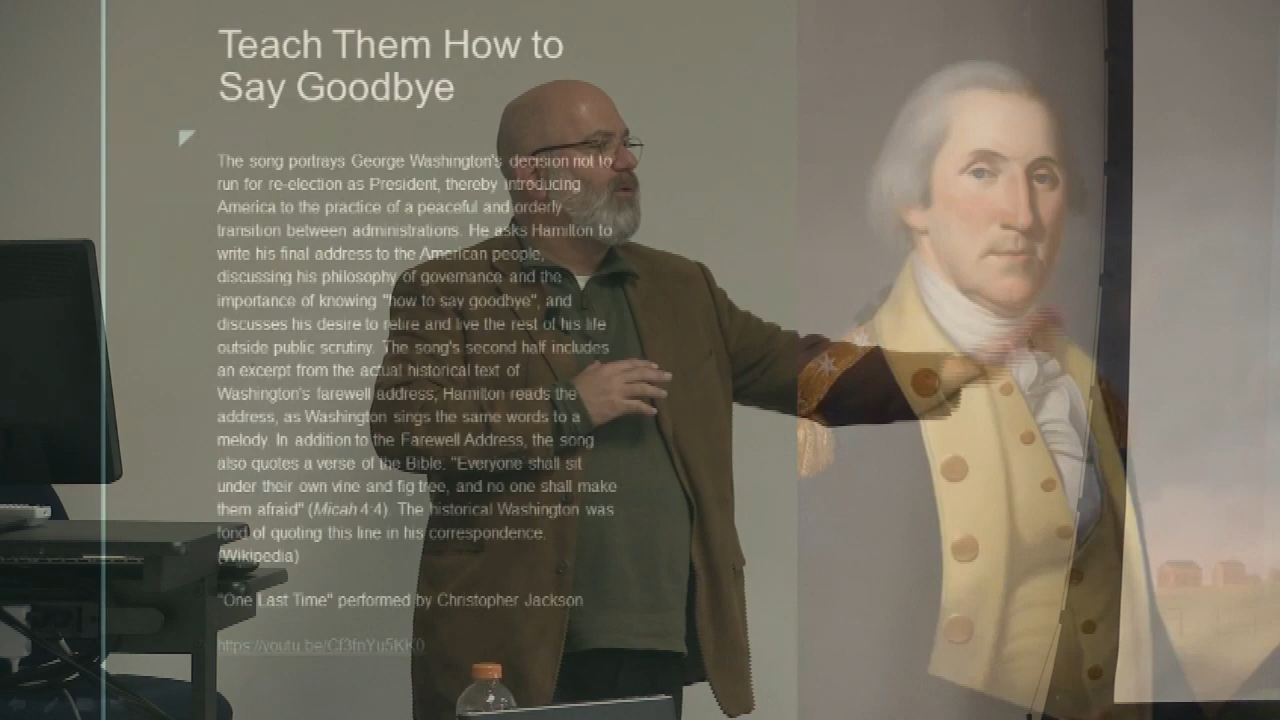 Teach Them How to
Say Goodbye
The song portrays George Washington's decision not to
run for re-election as President, thereby introducing
America to the practice of a peaceful and orderly
transition between administrations. He asks Hamilton to
write his final address to the American people,
discussing his philosophy of governance and the
importance of knowing "how to say goodbye", and
discusses his desire to retire and live the rest of his life
outside public scrutiny. The song's second half includes
an excerpt from the actual historical text of
Washington's farewell address; Hamilton reads the
address, as Washington sings the same words to a
melody. In addition to the Farewell Address, the song
also quotes a verse of the Bible. "Everyone shall sit
under their own vine and fig tree, and no one shall make
them afraid" (Micah 4:4). The historical Washington was
fond of quoting this line in his correspondence.
(Wikipedia)
"One Last Time" performed by Christopher Jackson
https://youtu.be/Cf3fnYu5KK0